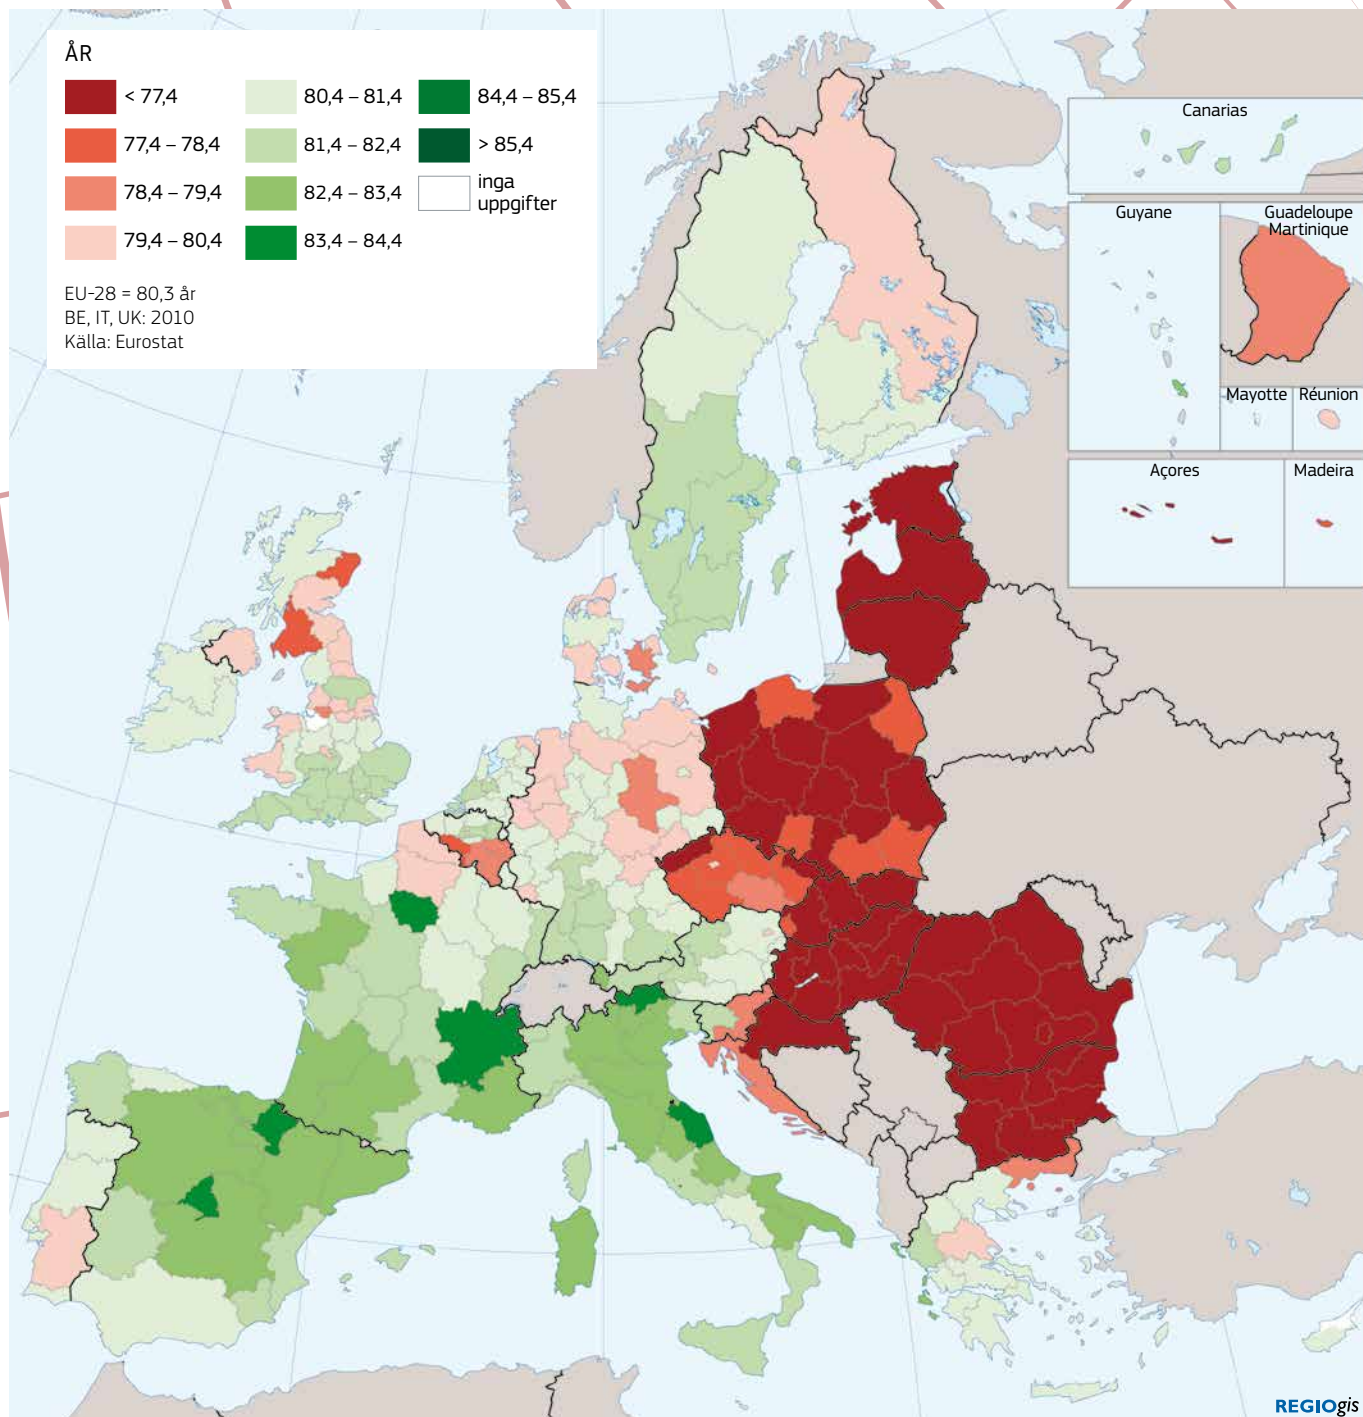 ÅR
< 77,4
77,4 – 78,4
78,4 – 79,4
79,4 – 80,4
80,4 – 81,4
81,4 – 82,4
82,4 – 83,4
83,4 – 84,4
84,4 – 85,4
> 85,4
inga
uppgifter
EU-28 = 80,3 år
BE, IT, UK: 2010
Källa: Eurostat
Canarias
Guyane
Guadeloupe
Martinique
Mayotte
Réunion
Açores
Madeira
REGIOgis